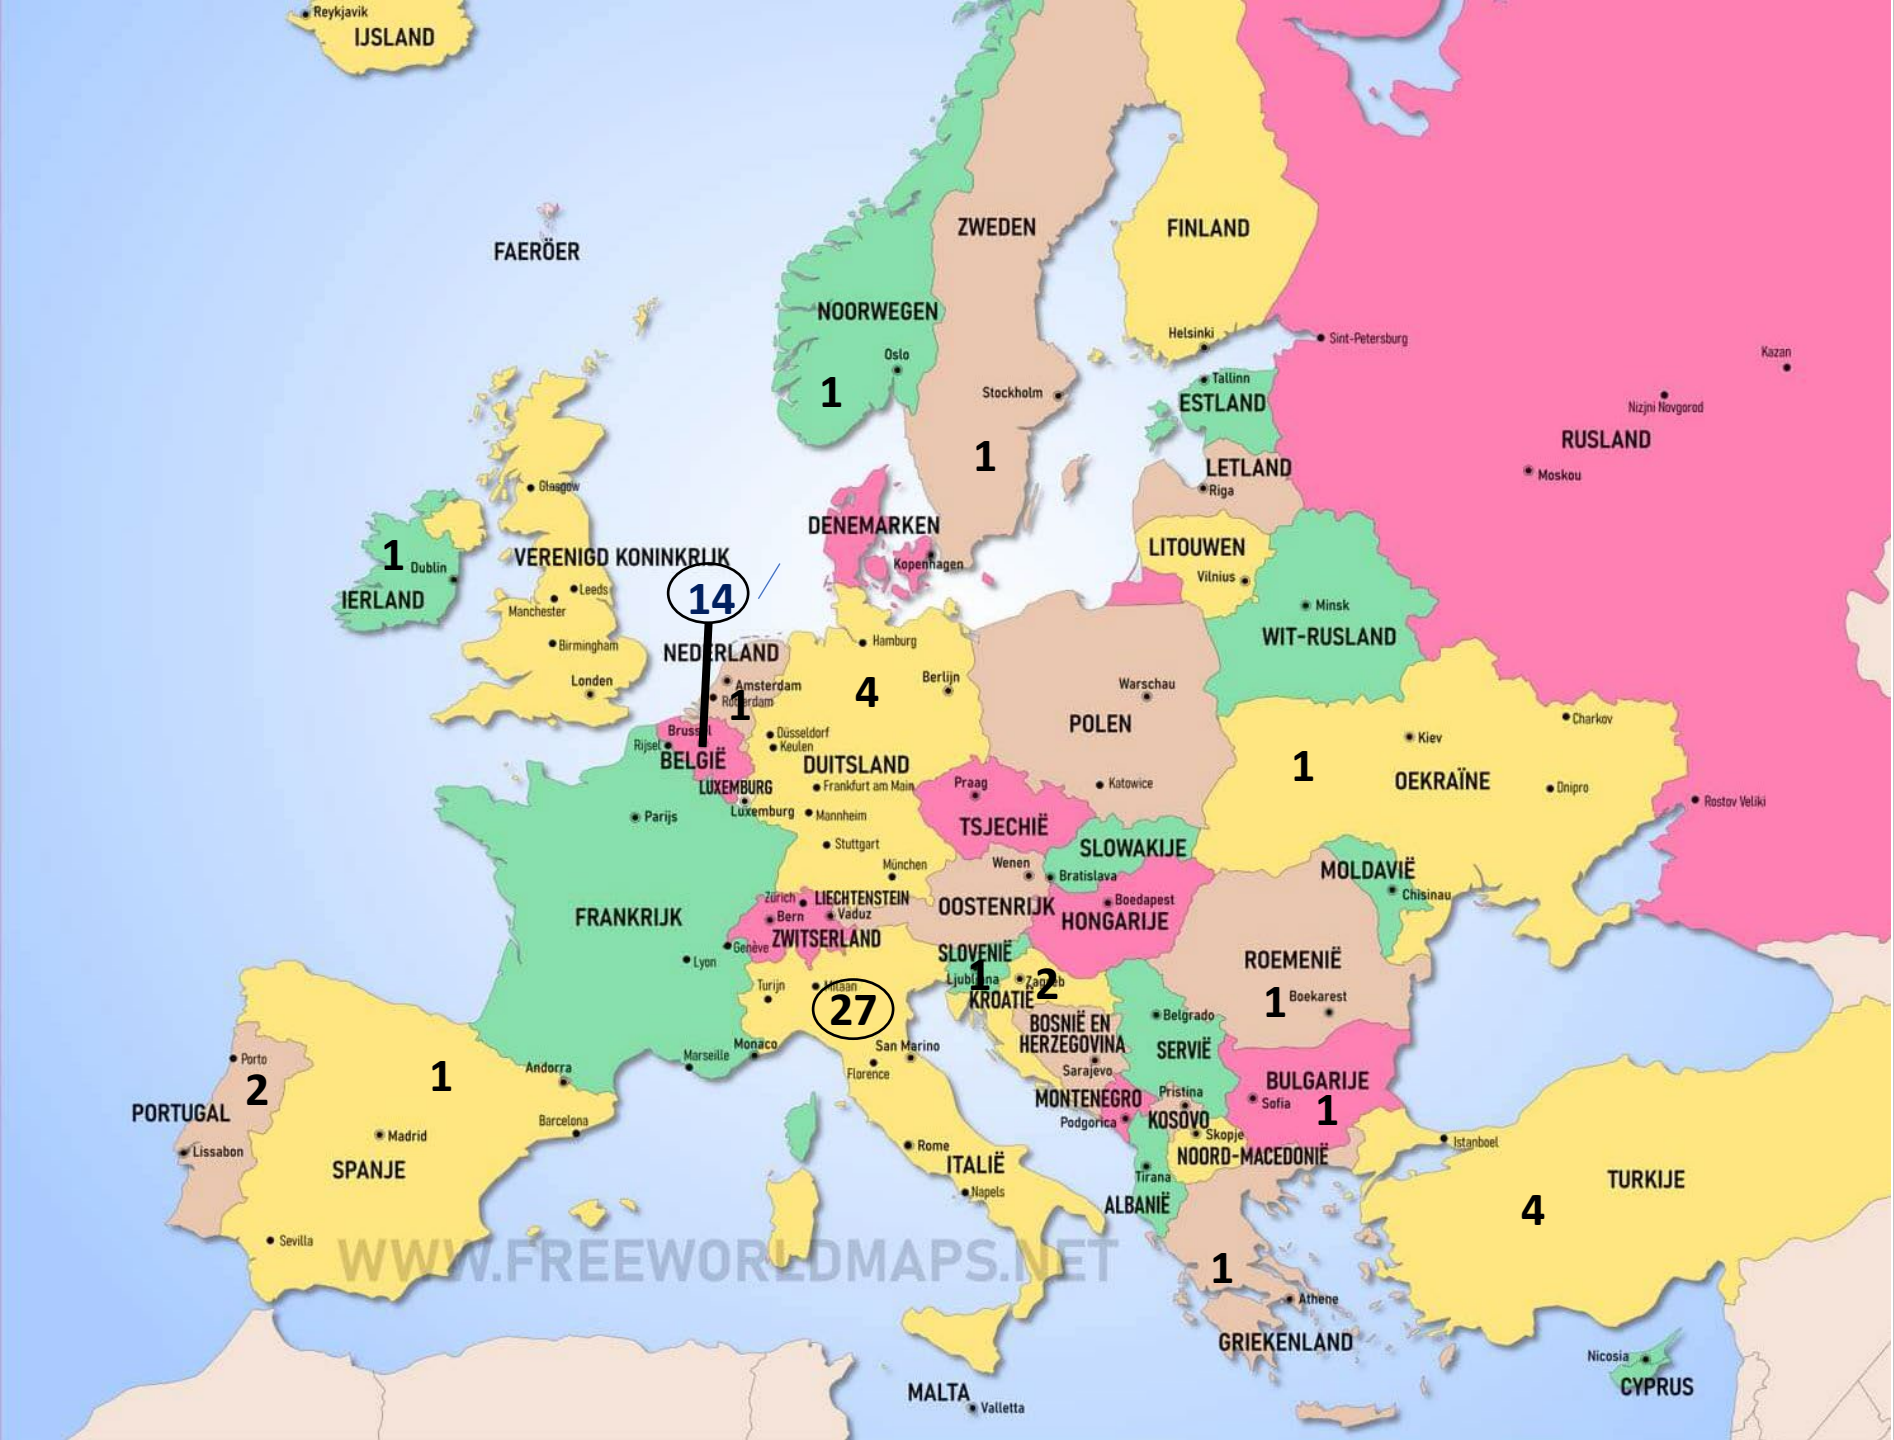 Reykjavik
IJSLAND
FAERÖER
ZWEDEN
FINLAND
NOORWEGEN
Oslo
1
Helsinki
Sint-Petersburg
Kazan
Stockholm
Tallinn
ESTLAND
Nizjni Novgorod
RUSLAND
Moskou
1
LETLAND
Riga
Glasgow
DENEMARKEN
Kopenhagen
LITOUWEN
Vilnius
1
Dublin
IERLAND
VERENIGD KONINKRIJK
Leeds
Manchester
Birmingham
Londen
14
Minsk
WIT-RUSLAND
NEDERLAND
Amsterdam
Rotterdam
1
Hamburg
Berlijn
4
Warschau
POLEN
Katowice
Brussel
Rijsel
BELGIË
Düsseldorf
Keulen
DUITSLAND
LUXEMBURG
Luxemburg
Frankfurt am Main
Mannheim
Stuttgart
München
Charkov
Kiev
1
OEKRAÏNE
Dnipro
Rostov Veliki
Praag
TSJECHIË
Parijs
SLOWAKIJE
Wenen
Bratislava
MOLDAVIË
Chisinau
FRANKRIJK
Zürich
LIECHTENSTEIN
Bern
Vaduz
ZWITSERLAND
Genève
Lyon
OOSTENRIJK
Boedapest
HONGARIJE
SLOVENIË
Ljubljana
1
Zagreb
2
KROATIË
ROEMENIË
1
Boekarest
Turijn
Milaan
27
BOSNIË EN
HERZEGOVINA
Sarajevo
Belgrado
SERVIË
Monaco
Marseille
San Marino
Florence
Porto
2
1
Andorra
PORTUGAL
Barcelona
Madrid
Lissabon
SPANJE
Sevilla
MONTENEGRO
Podgorica
Pristina
KOSOVO
Skopje
NOORD-MACEDONIË
BULGARIJE
Sofia
1
Istanboel
Rome
ITALIË
Napels
Tirana
ALBANIË
TURKIJE
4
WWW.FREEWORLDMAPS.NET
1
Athene
GRIEKENLAND
Nicosia
CYPRUS
MALTA
Valletta